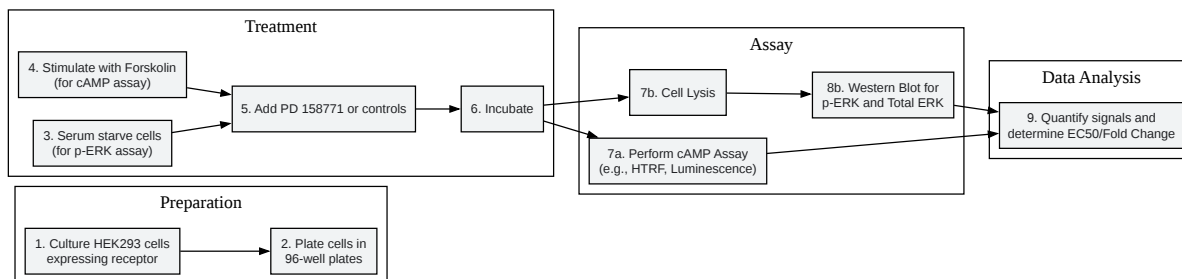 Treatment
4. Stimulate with Forskolin
(for cAMP assay)
3. Serum starve cells
(for p-ERK assay)
5. Add PD 158771 or controls
6. Incubate
Assay
7b. Cell Lysis
8b. Western Blot for
p-ERK and Total ERK
7a. Perform cAMP Assay
(e.g., HTRF, Luminescence)
Data Analysis
9. Quantify signals and
determine EC50/Fold Change
Preparation
1. Culture HEK293 cells
expressing receptor
2. Plate cells in
96-well plates